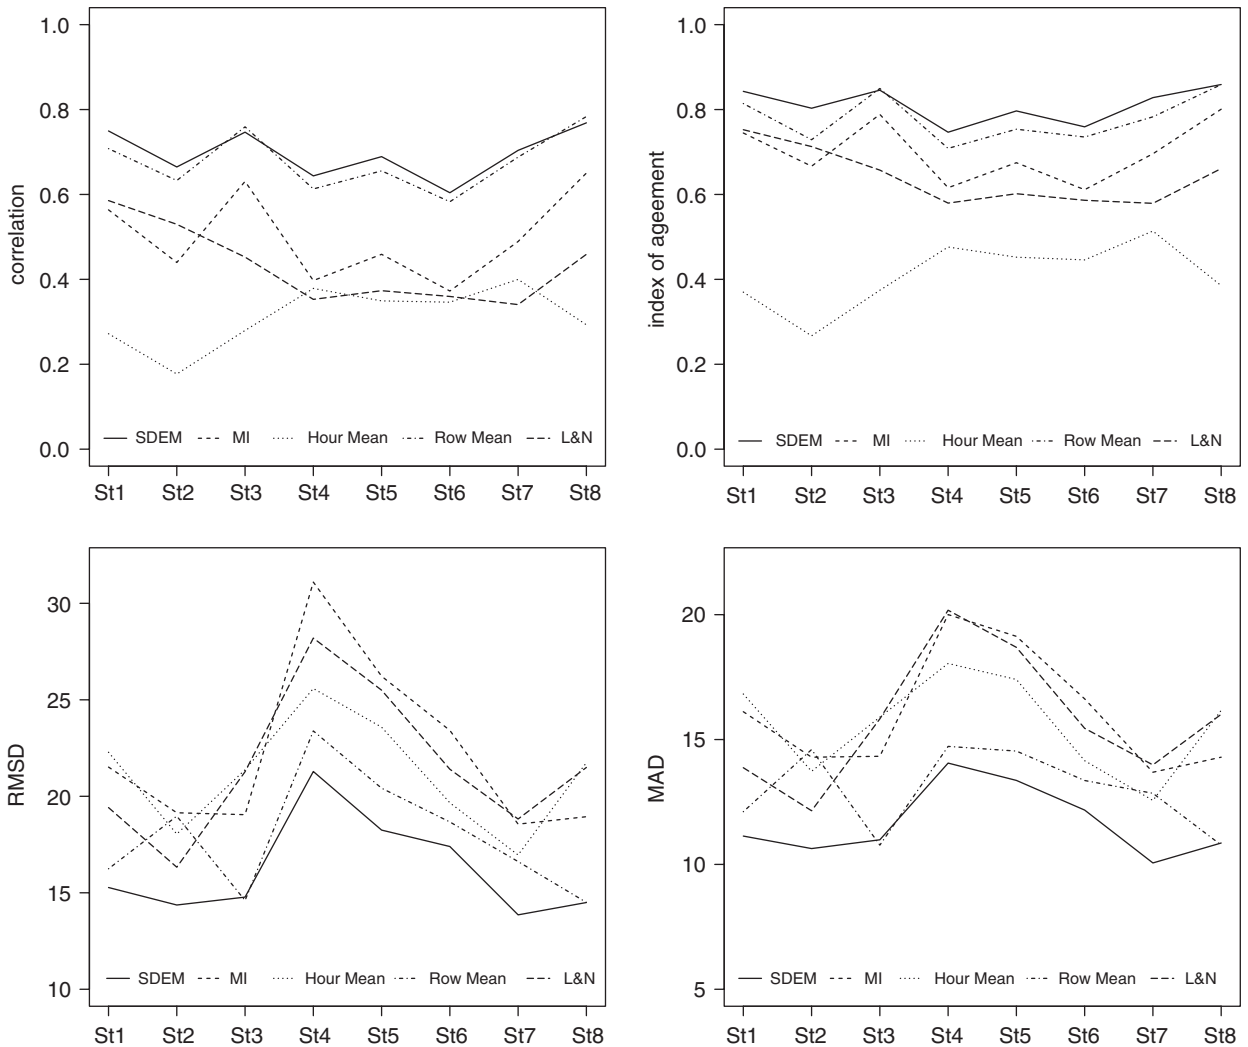 1.0
0.8
0.6
0.4
0.2
0.0
correlation
SDEM MI Hour Mean Row Mean L&N
St1 St2 St3 St4 St5 St6 St7 St8
1.0
0.8
0.6
0.4
0.2
0.0
index of ageement
SDEM MI Hour Mean Row Mean L&N
St1 St2 St3 St4 St5 St6 St7 St8
30
25
20
15
10
RMSD
SDEM MI Hour Mean Row Mean L&N
St1 St2 St3 St4 St5 St6 St7 St8
20
15
10
5
MAD
SDEM MI Hour Mean Row Mean L&N
St1 St2 St3 St4 St5 St6 St7 St8